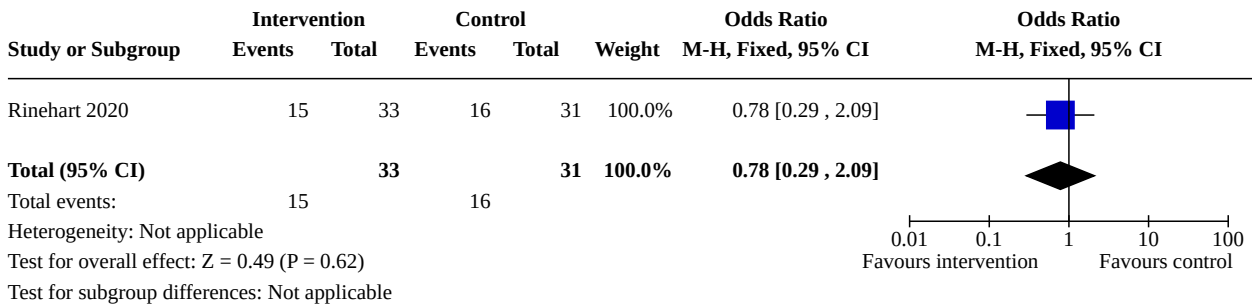 Intervention Control Odds Ratio Odds Ratio
Study or Subgroup Events Total Events Total Weight M-H, Fixed, 95% CI M-H, Fixed, 95% CI
Rinehart 2020 15 33 16 31 100.0% 0.78 [0.29 , 2.09]
Total (95% CI) 33 31 100.0% 0.78 [0.29 , 2.09]
Total events: 15 16
Heterogeneity: Not applicable
0.01 0.1 1 10 100
Test for overall effect: Z = 0.49 (P = 0.62)
Favours intervention Favours control
Test for subgroup differences: Not applicable